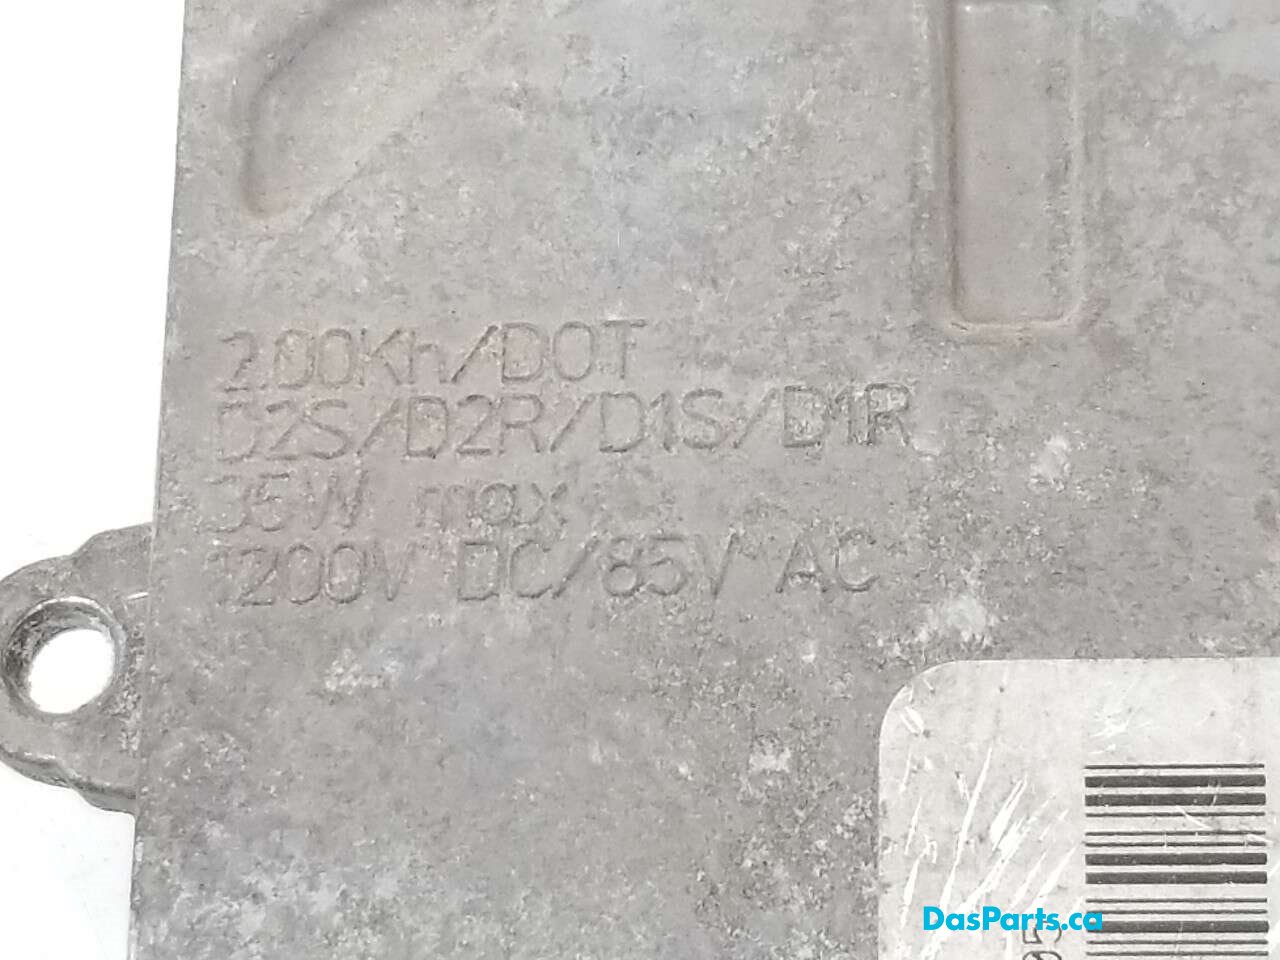 2.00Kh/DOT
D2S/D2R/D1S/D1R
35W max
1200V DC/85V AC
DasParts.ca